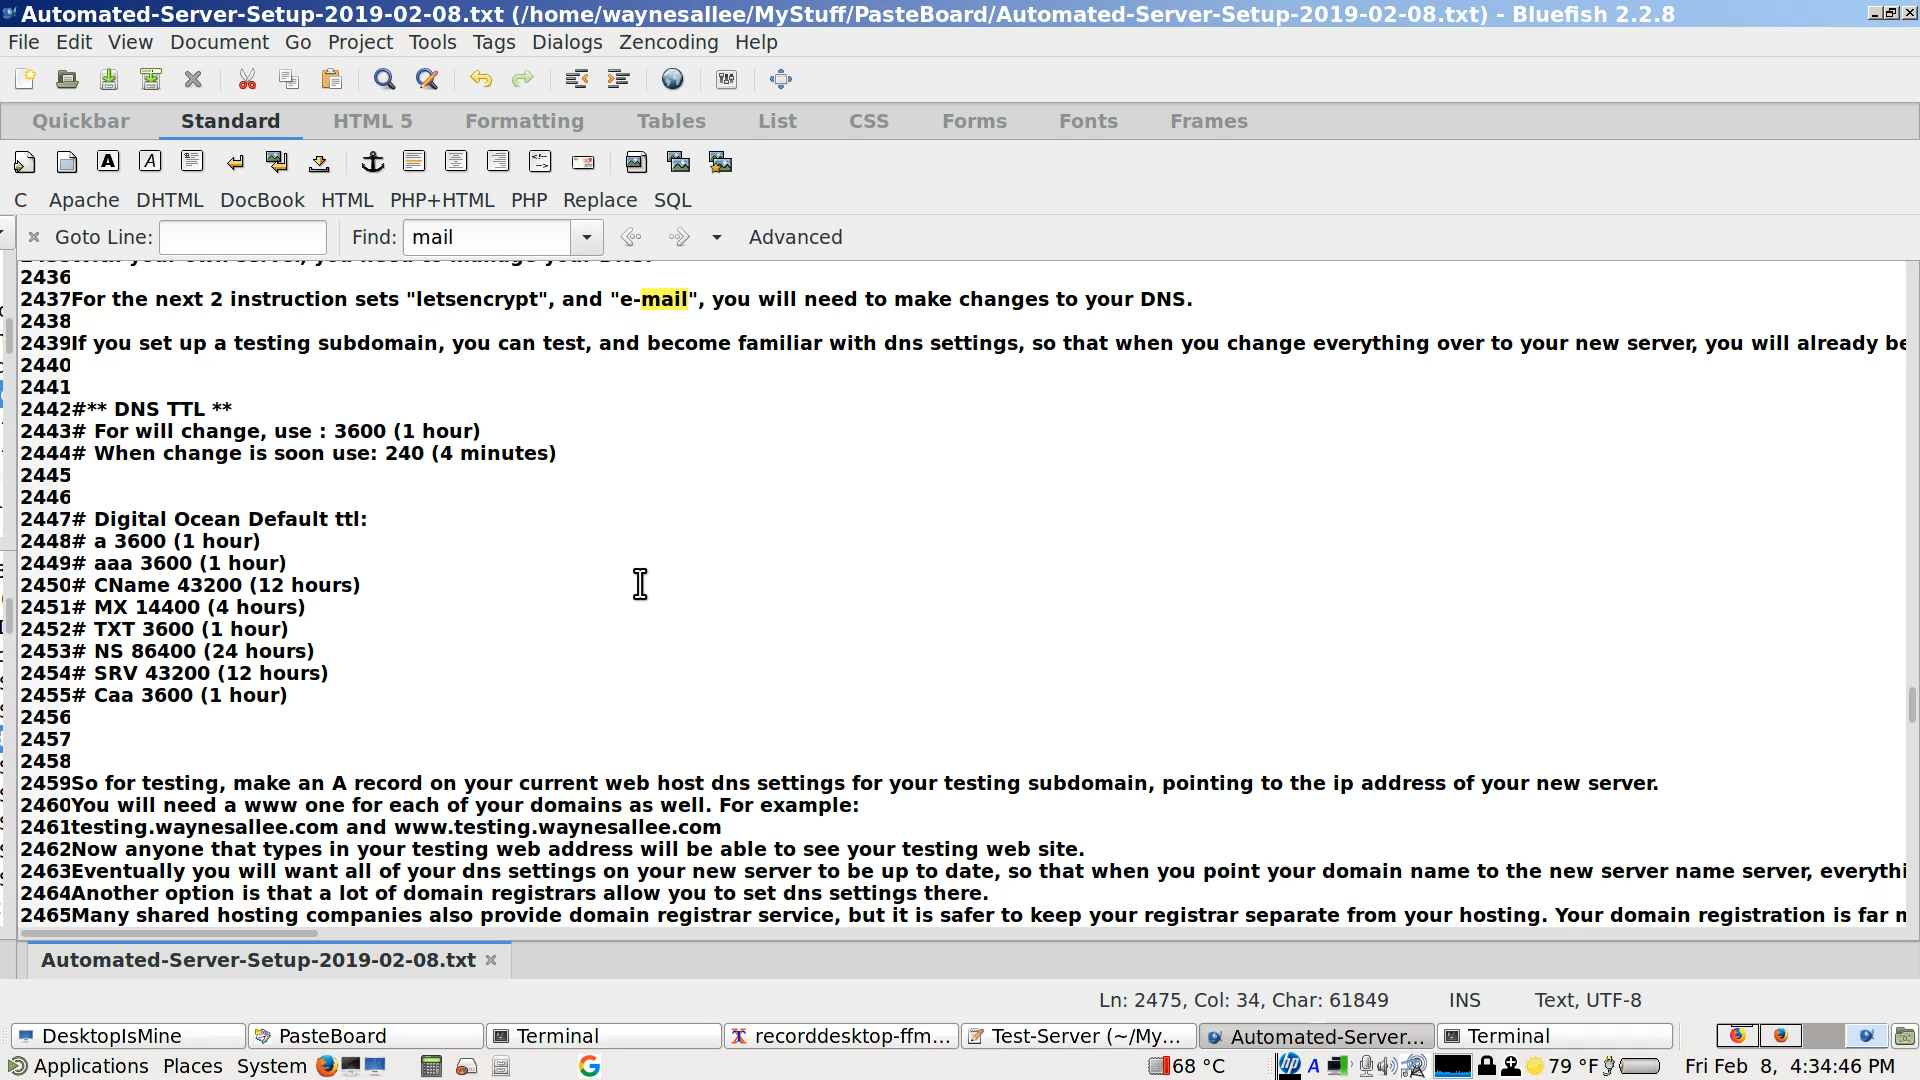 Automated-Server-Setup-2019-02-08.txt (/home/waynesallee/MyStuff/PasteBoard/Automated-Server-Setup-2019-02-08.txt) - Bluefish 2.2.8
File Edit View Document Go Project Tools Tags Dialogs Zencoding Help
Quickbar Standard HTML 5 Formatting Tables List CSS Forms Fonts Frames
C Apache DHTML DocBook HTML PHP+HTML PHP Replace SQL
Goto Line: Find: mail Advanced
2436
2437 For the next 2 instruction sets "letsencrypt", and "e-mail", you will need to make changes to your DNS.
2438
2439 If you set up a testing subdomain, you can test, and become familiar with dns settings, so that when you change everything over to your new server, you will already be
2440
2441
2442 #** DNS TTL **
2443 # For will change, use : 3600 (1 hour)
2444 # When change is soon use: 240 (4 minutes)
2445
2446
2447 # Digital Ocean Default ttl:
2448 # a 3600 (1 hour)
2449 # aaa 3600 (1 hour)
2450 # CName 43200 (12 hours)
2451 # MX 14400 (4 hours)
2452 # TXT 3600 (1 hour)
2453 # NS 86400 (24 hours)
2454 # SRV 43200 (12 hours)
2455 # Caa 3600 (1 hour)
2456
2457
2458
2459 So for testing, make an A record on your current web host dns settings for your testing subdomain, pointing to the ip address of your new server.
2460 You will need a www one for each of your domains as well. For example:
2461 testing.waynesallee.com and www.testing.waynesallee.com
2462 Now anyone that types in your testing web address will be able to see your testing web site.
2463 Eventually you will want all of your dns settings on your new server to be up to date, so that when you point your domain name to the new server name server, everythi
2464 Another option is that a lot of domain registrars allow you to set dns settings there.
2465 Many shared hosting companies also provide domain registrar service, but it is safer to keep your registrar separate from your hosting. Your domain registration is far
Automated-Server-Setup-2019-02-08.txt
Ln: 2475, Col: 34, Char: 61849 INS Text, UTF-8
DesktopIsMine PasteBoard Terminal recorddesktop-ffm... Test-Server (~/My... Automated-Server... Terminal
Applications Places System 68 °C 79 °F Fri Feb 8, 4:34:46 PM